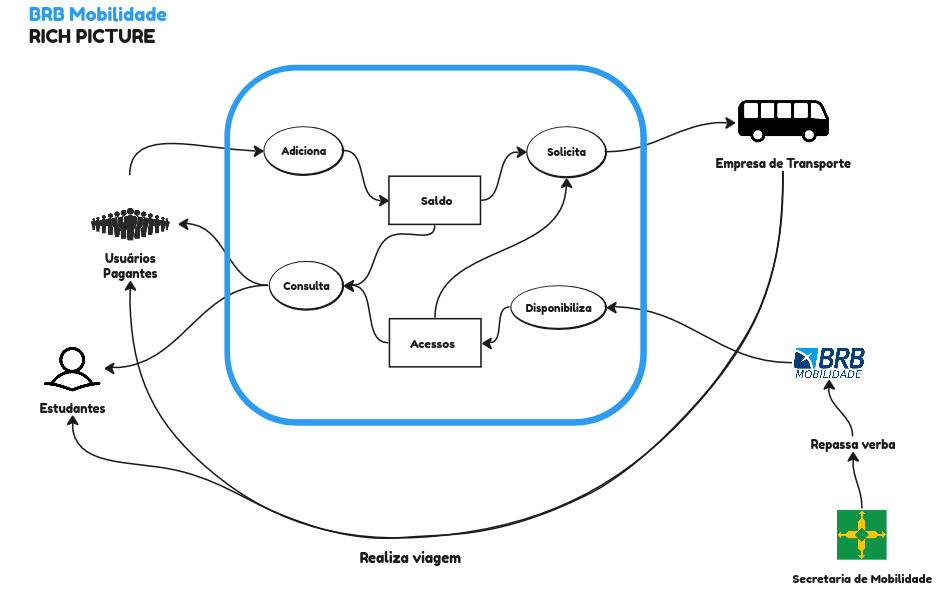 BRB Mobilidade
RICH PICTURE
Adiciona
Solicita
Empresa de Transporte
Saldo
Usuários
Pagantes
Consulta
Disponibiliza
Acessos
BRB
MOBILIDADE
Estudantes
Repassa verba
Realiza viagem
Secretaria de Mobilidade